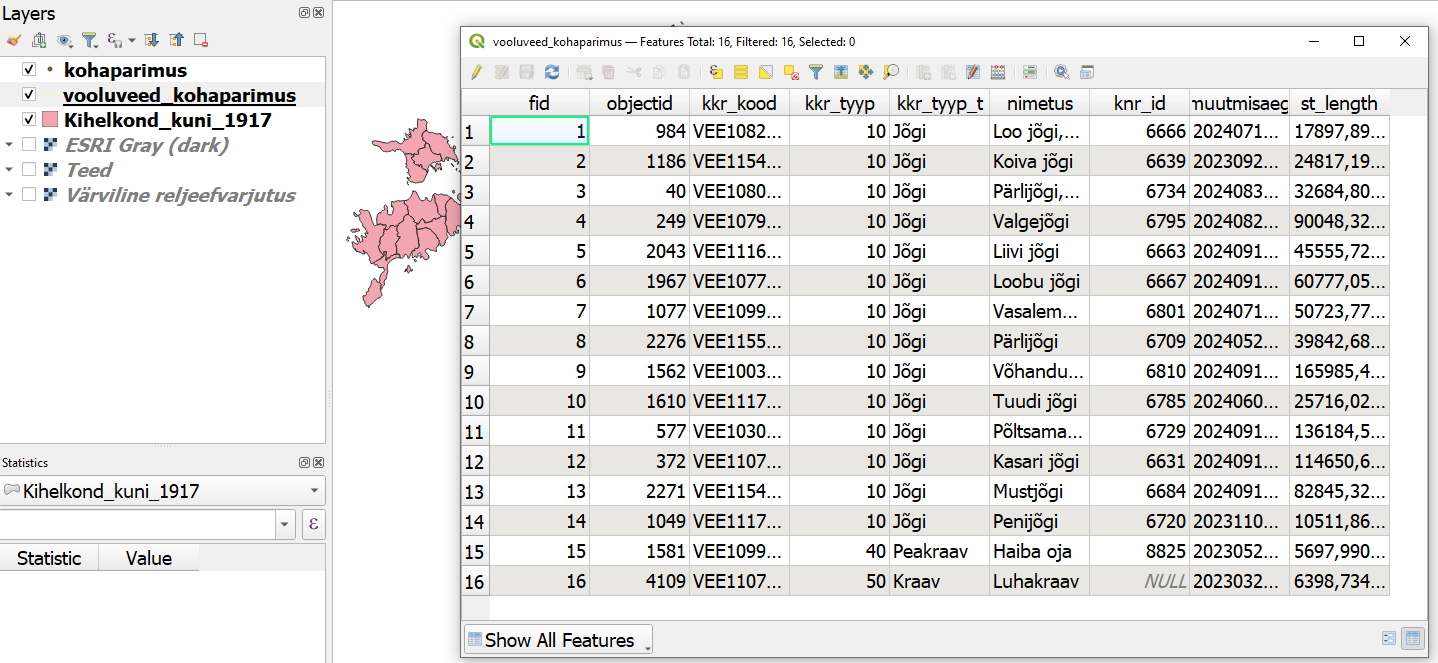 Layers
kohaparimus
vooluveed_kohaparimus
Kihelkond_kuni_1917
ESRI Gray (dark)
Teed
Värviline reljeefvarjutus
Statistics
Kihelkond_kuni_1917
ε
Statistic Value
vooluveed_kohaparimus — Features Total: 16, Filtered: 16, Selected: 0
fid objectid kkr_kood kkr_tyyp kkr_tyyp_t nimetus knr_id muutmisaeg st_length
1 1 984 VEE1082... 10 Jõgi Loo jõgi,... 6666 2024071... 17897,89...
2 2 1186 VEE1154... 10 Jõgi Koiva jõgi 6639 2023092... 24817,19...
3 3 40 VEE1080... 10 Jõgi Pärlijõgi,... 6734 2024083... 32684,80...
4 4 249 VEE1079... 10 Jõgi Valgejõgi 6795 2024082... 90048,32...
5 5 2043 VEE1116... 10 Jõgi Liivi jõgi 6663 2024091... 45555,72...
6 6 1967 VEE1077... 10 Jõgi Loobu jõgi 6667 2024091... 60777,05...
7 7 1077 VEE1099... 10 Jõgi Vasalem... 6801 2024071... 50723,77...
8 8 2276 VEE1155... 10 Jõgi Pärlijõgi 6709 2024052... 39842,68...
9 9 1562 VEE1003... 10 Jõgi Võhandu... 6810 2024091... 165985,4...
10 10 1610 VEE1117... 10 Jõgi Tuudi jõgi 6785 2024060... 25716,02...
11 11 577 VEE1030... 10 Jõgi Põltsama... 6729 2024091... 136184,5...
12 12 372 VEE1107... 10 Jõgi Kasari jõgi 6631 2024091... 114650,6...
13 13 2271 VEE1154... 10 Jõgi Mustjõgi 6684 2024091... 82845,32...
14 14 1049 VEE1117... 10 Jõgi Penijõgi 6720 2023110... 10511,86...
15 15 1581 VEE1099... 40 Peakraav Haiba oja 8825 2023052... 5697,990...
16 16 4109 VEE1107... 50 Kraav Luhakraav NULL 2023032... 6398,734...
Show All Features